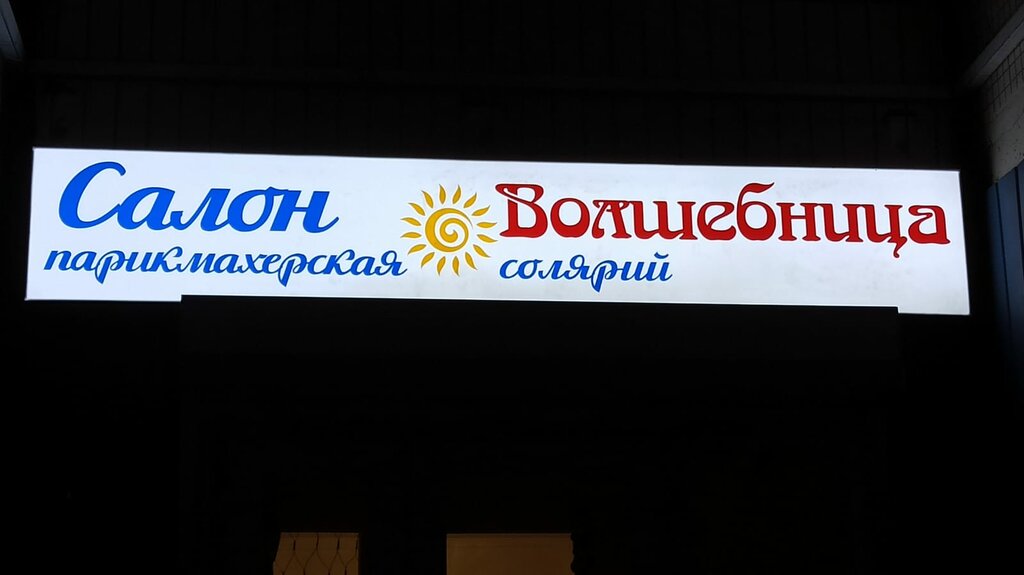 Салон Волшебница
парикмахерская солярий